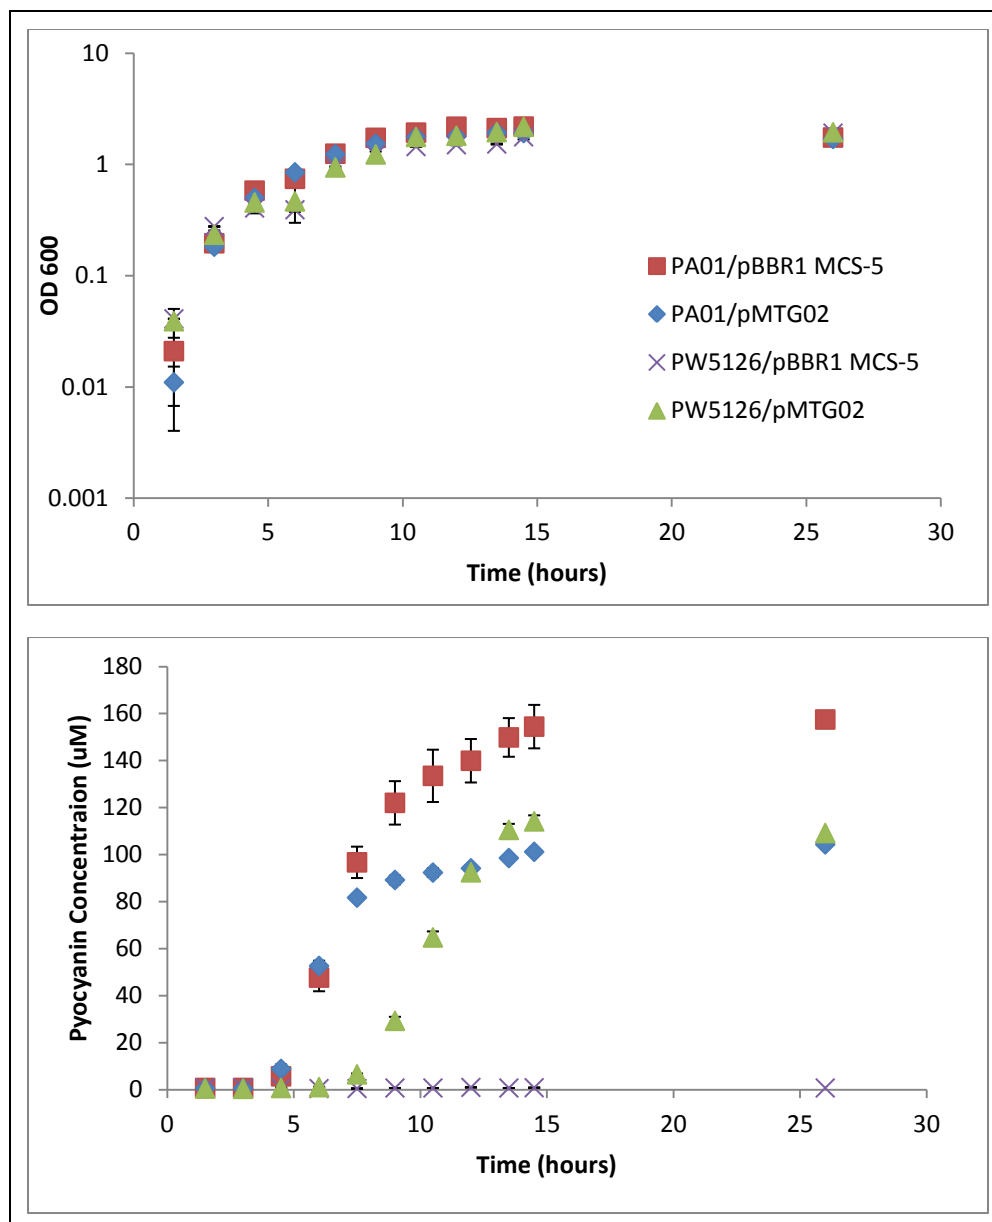 10
1
0.1
0.01
0.001
OD 600
0 5 10 15 20 25 30
Time (hours)
PA01/pBBR1 MCS-5
PA01/pMTG02
PW5126/pBBR1 MCS-5
PW5126/pMTG02
180
160
140
120
100
80
60
40
20
0
Pyocyanin Concentraion (uM)
0 5 10 15 20 25 30
Time (hours)